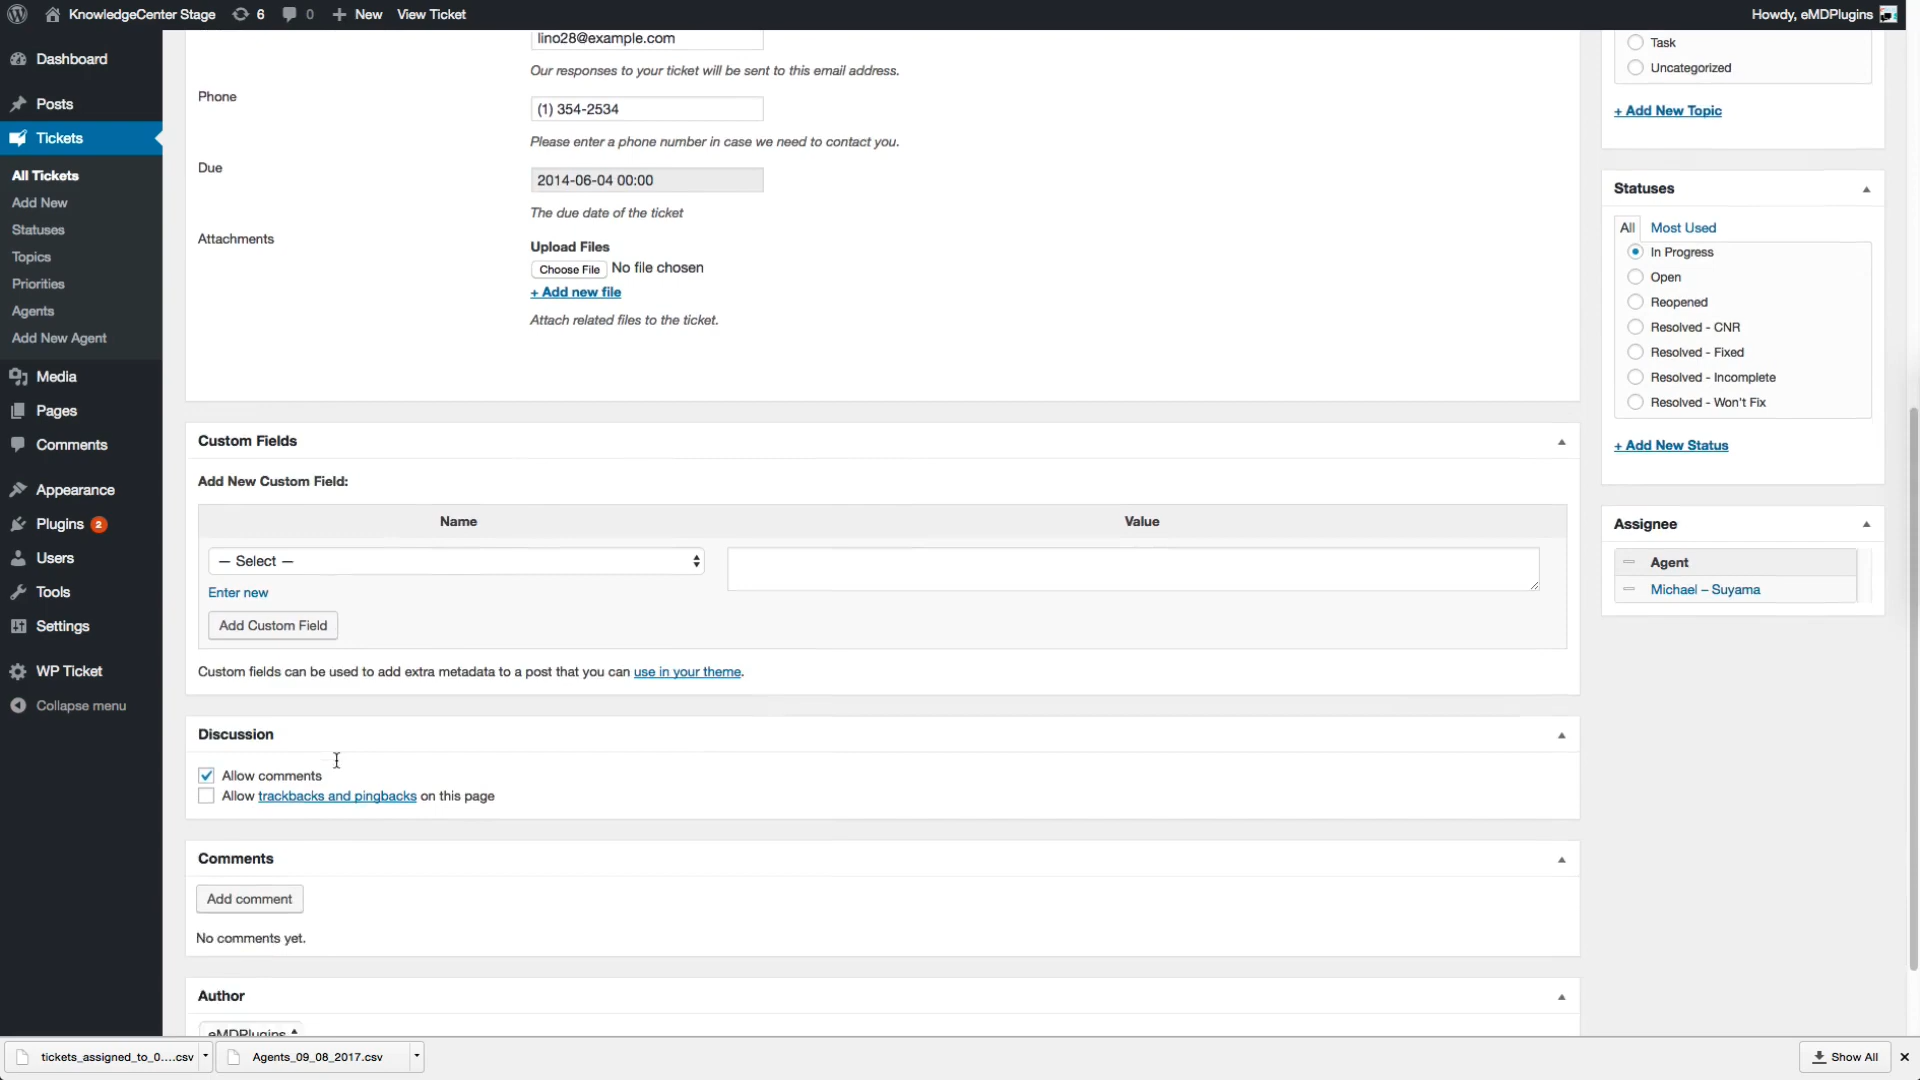 KnowledgeCenter Stage 6 0 New View Ticket Howdy, eMDPlugins
Dashboard
Posts
Tickets
All Tickets
Add New
Statuses
Topics
Priorities
Agents
Add New Agent
Media
Pages
Comments
Appearance
Plugins 2
Users
Tools
Settings
WP Ticket
Collapse menu
lino28@example.com
Our responses to your ticket will be sent to this email address.
Phone
(1) 354-2534
Please enter a phone number in case we need to contact you.
Due
2014-06-04 00:00
The due date of the ticket
Attachments
Upload Files
Choose File No file chosen
+ Add new file
Attach related files to the ticket.
Custom Fields
Add New Custom Field:
Name Value
— Select —
Enter new
Add Custom Field
Custom fields can be used to add extra metadata to a post that you can use in your theme.
Discussion
Allow comments
Allow trackbacks and pingbacks on this page
Comments
Add comment
No comments yet.
Author
eMDPlugins
Task
Uncategorized
+ Add New Topic
Statuses
All Most Used
In Progress
Open
Reopened
Resolved - CNR
Resolved - Fixed
Resolved - Incomplete
Resolved - Won't Fix
+ Add New Status
Assignee
Agent
Michael – Suyama
tickets_assigned_to_0....csv Agents_09_08_2017.csv Show All